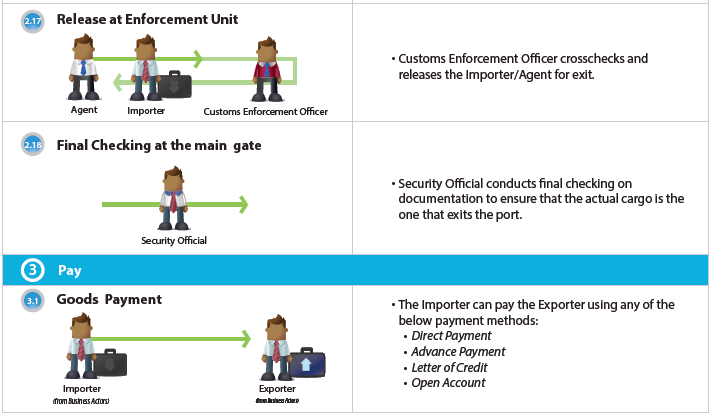 2.17 Release at Enforcement Unit
Agent Importer Customs Enforcement Officer
• Customs Enforcement Officer crosschecks and
releases the Importer/Agent for exit.
2.18 Final Checking at the main gate
Security Official
• Security Official conducts final checking on
documentation to ensure that the actual cargo is the
one that exits the port.
3 Pay
3.1 Goods Payment
Importer Exporter
(from Business Actors) (from Business Actors)
• The Importer can pay the Exporter using any of the
below payment methods:
• Direct Payment
• Advance Payment
• Letter of Credit
• Open Account